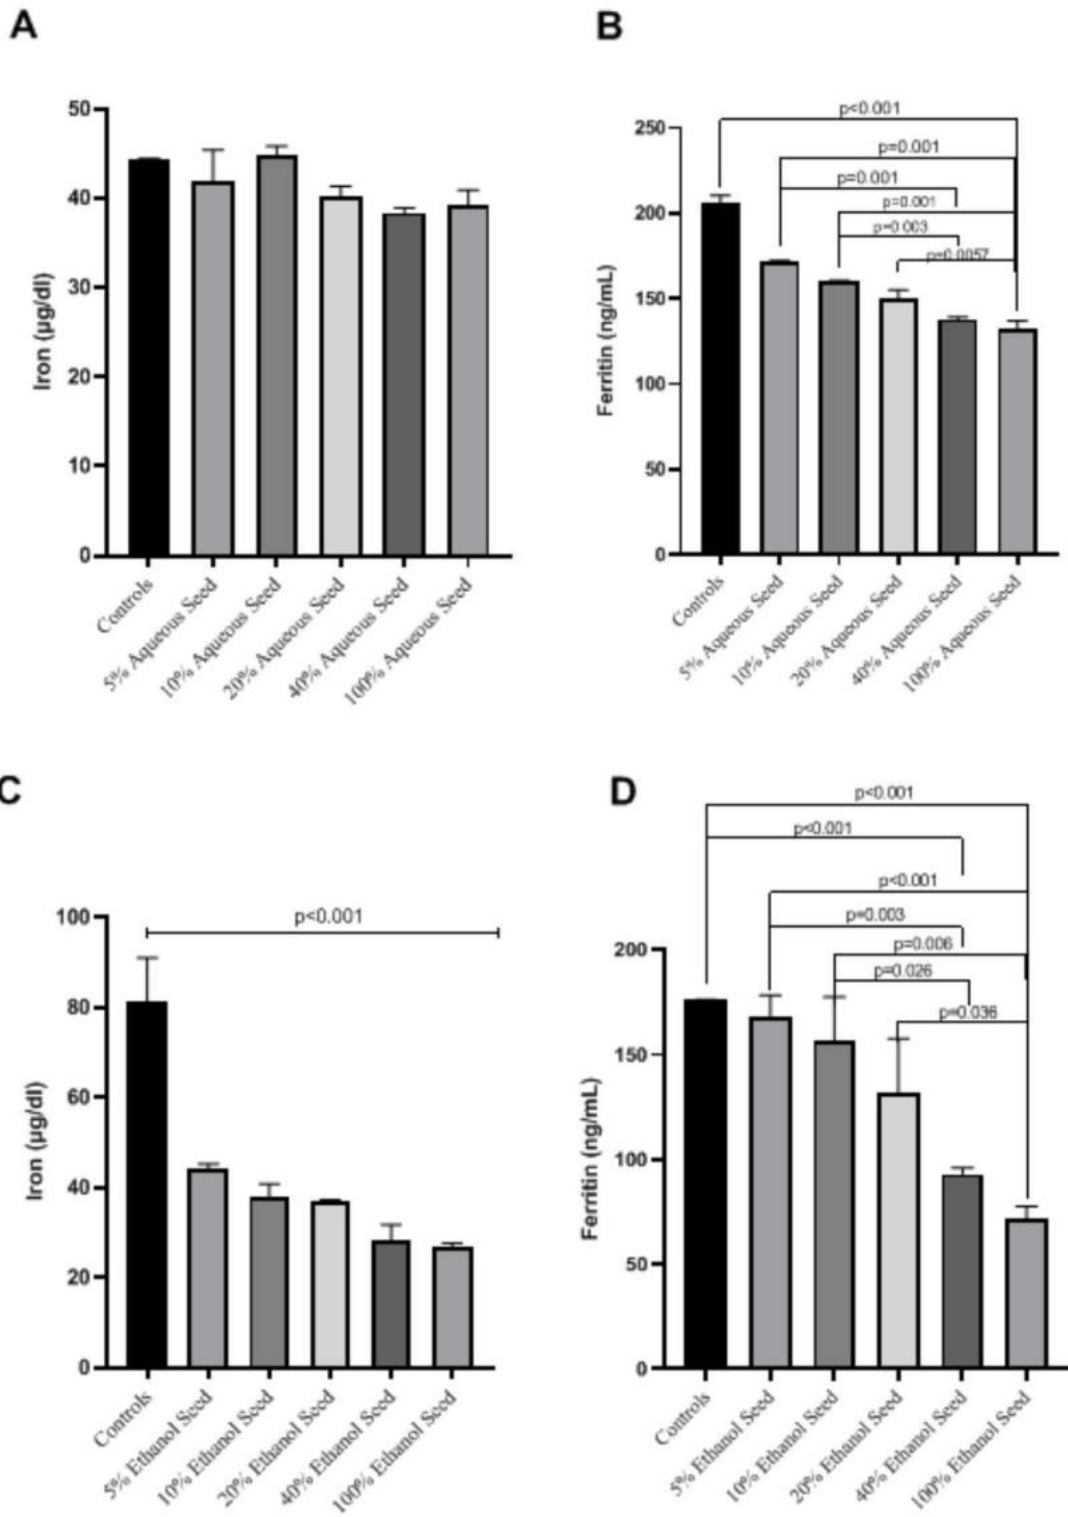 A
50
40
30
20
10
0
Iron (µg/dl)
Controls
5% Aqueous Seed
10% Aqueous Seed
20% Aqueous Seed
40% Aqueous Seed
100% Aqueous Seed
B
p<0.001
p=0.001
p=0.001
p=0.001
p=0.003
p=0.0057
250
200
150
100
50
0
Ferritin (ng/mL)
Controls
5% Aqueous Seed
10% Aqueous Seed
20% Aqueous Seed
40% Aqueous Seed
100% Aqueous Seed
C
p<0.001
100
80
60
40
20
0
Iron (µg/dl)
Controls
5% Ethanol Seed
10% Ethanol Seed
20% Ethanol Seed
40% Ethanol Seed
100% Ethanol Seed
D
p<0.001
p<0.001
p<0.001
p=0.003
p=0.006
p=0.026
p=0.036
200
150
100
50
0
Ferritin (ng/mL)
Controls
5% Ethanol Seed
10% Ethanol Seed
20% Ethanol Seed
40% Ethanol Seed
100% Ethanol Seed